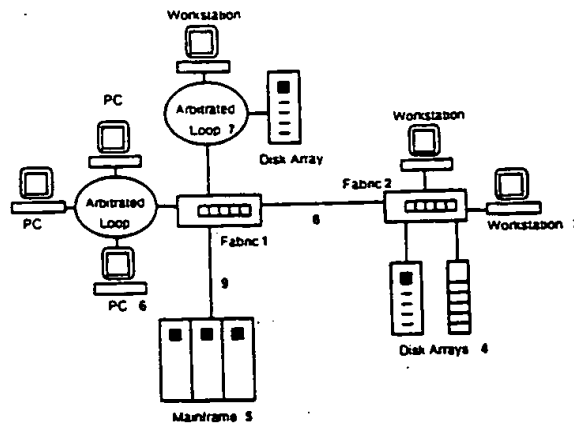 Workstation
PC
Arbitrated
Loop 7
Disk Array
Workstation
Fabric 2
PC
Arbitrated
Loop
Fabric 1
8
Workstation
PC 6
9
Disk Arrays 4
Mainframe 5